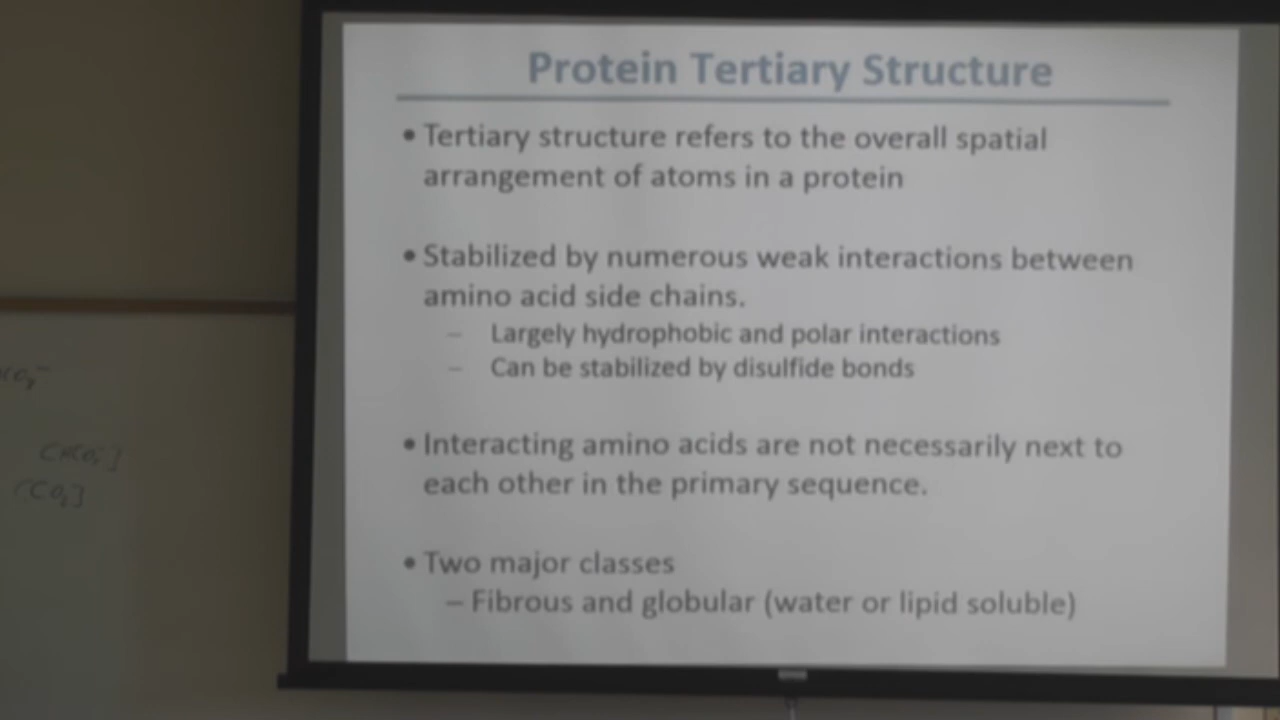 Protein Tertiary Structure
• Tertiary structure refers to the overall spatial
arrangement of atoms in a protein
• Stabilized by numerous weak interactions between
amino acid side chains.
– Largely hydrophobic and polar interactions
– Can be stabilized by disulfide bonds
• Interacting amino acids are not necessarily next to
each other in the primary sequence.
• Two major classes
– Fibrous and globular (water or lipid soluble)
[CO₂]